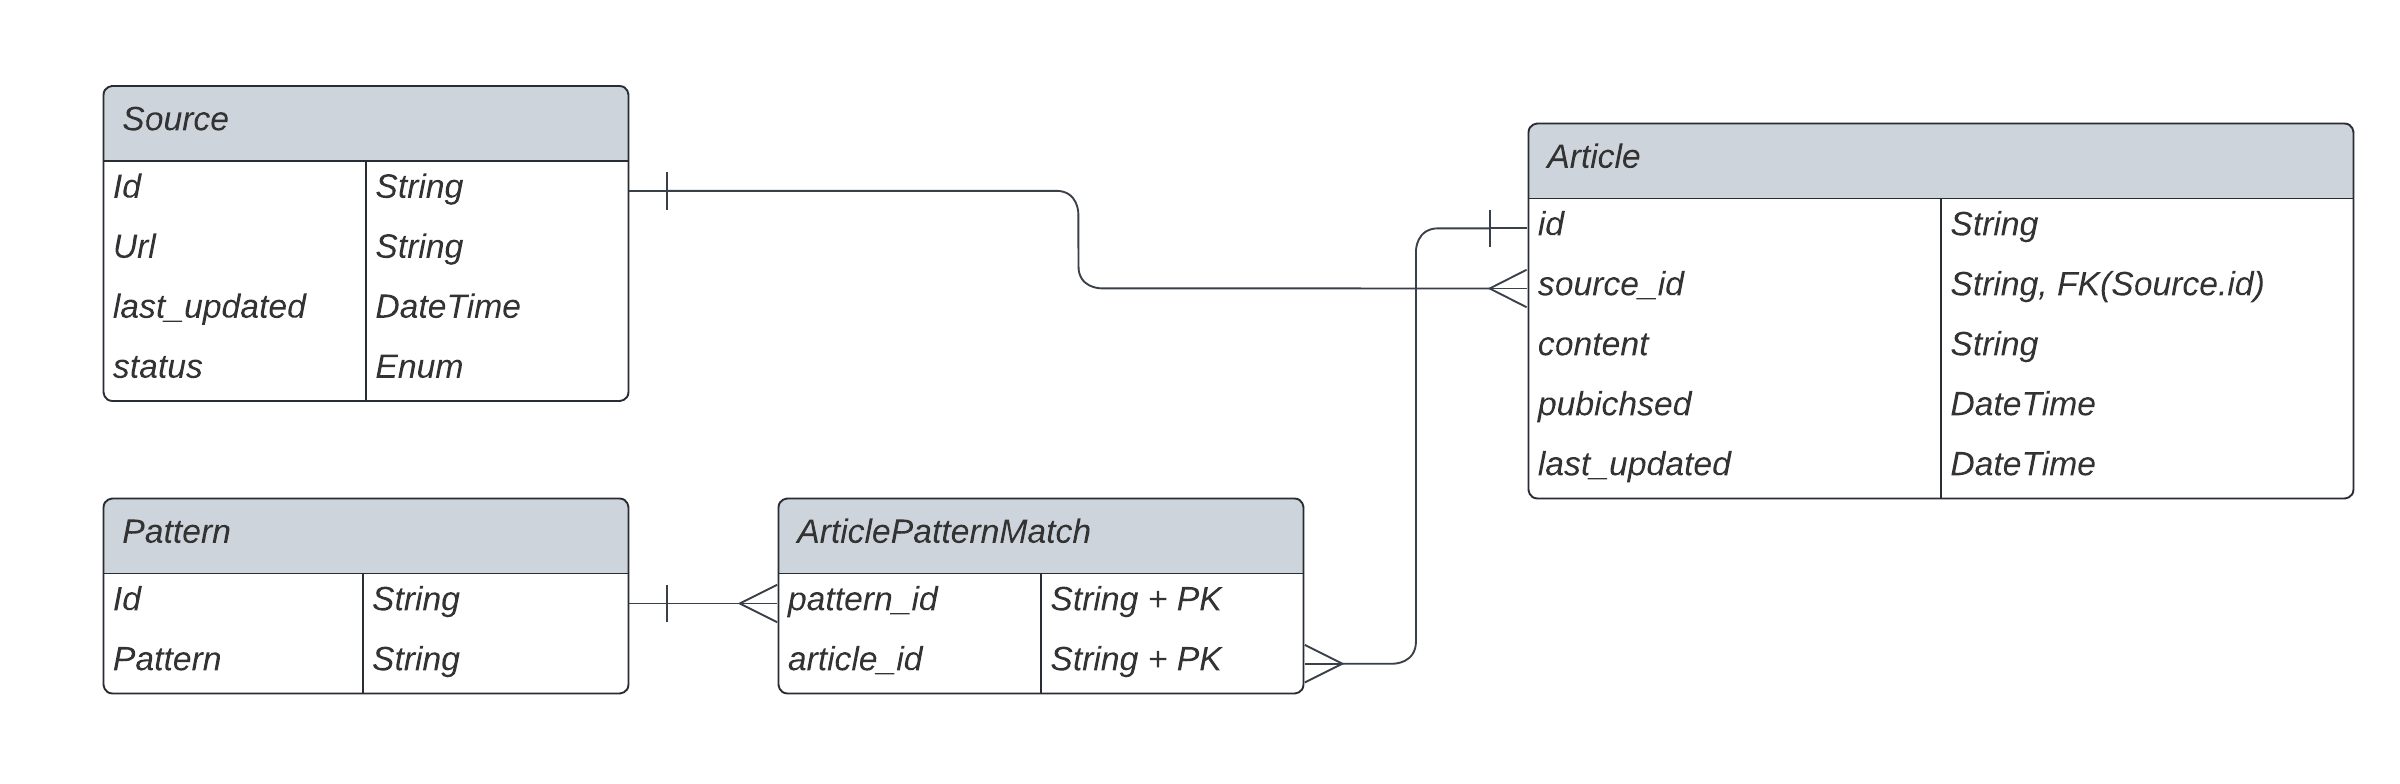 Source
Id String
Url String
last_updated DateTime
status Enum
Article
id String
source_id String, FK(Source.id)
content String
pubichsed DateTime
last_updated DateTime
Pattern
Id String
Pattern String
ArticlePatternMatch
pattern_id String + PK
article_id String + PK